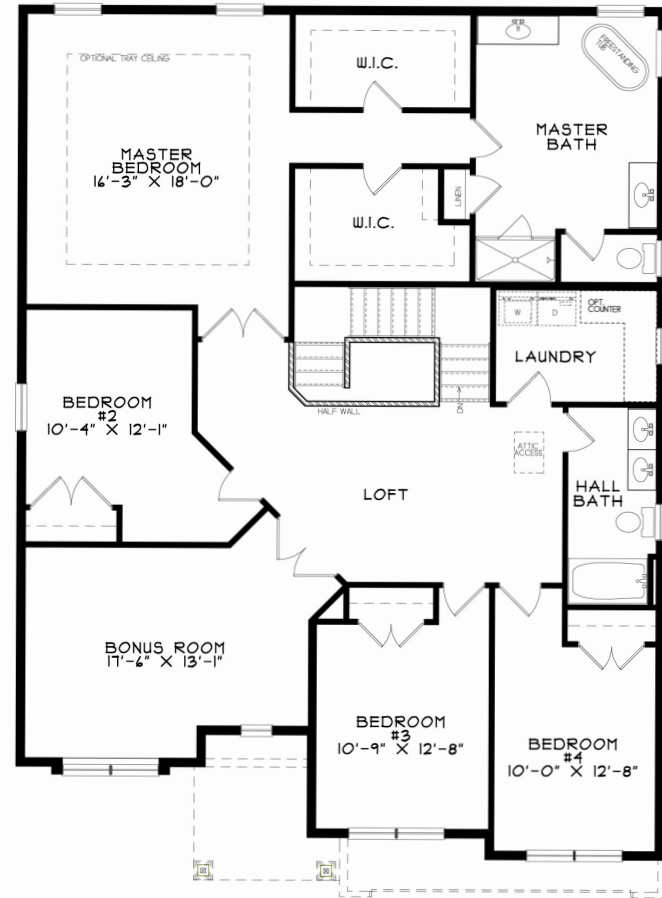 OPTIONAL TRAY CEILING
MASTER
BEDROOM
16'-3" X 18'-0"
W.I.C.
FREESTANDING
TUB
MASTER
BATH
W.I.C.
LINEN
W
D
OPT.
COUNTER
LAUNDRY
BEDROOM
#2
10'-4" X 12'-1"
HALF WALL
DN
ATTIC
ACCESS
LOFT
HALL
BATH
BONUS ROOM
17'-6" X 13'-1"
BEDROOM
#3
10'-9" X 12'-8"
BEDROOM
#4
10'-0" X 12'-8"